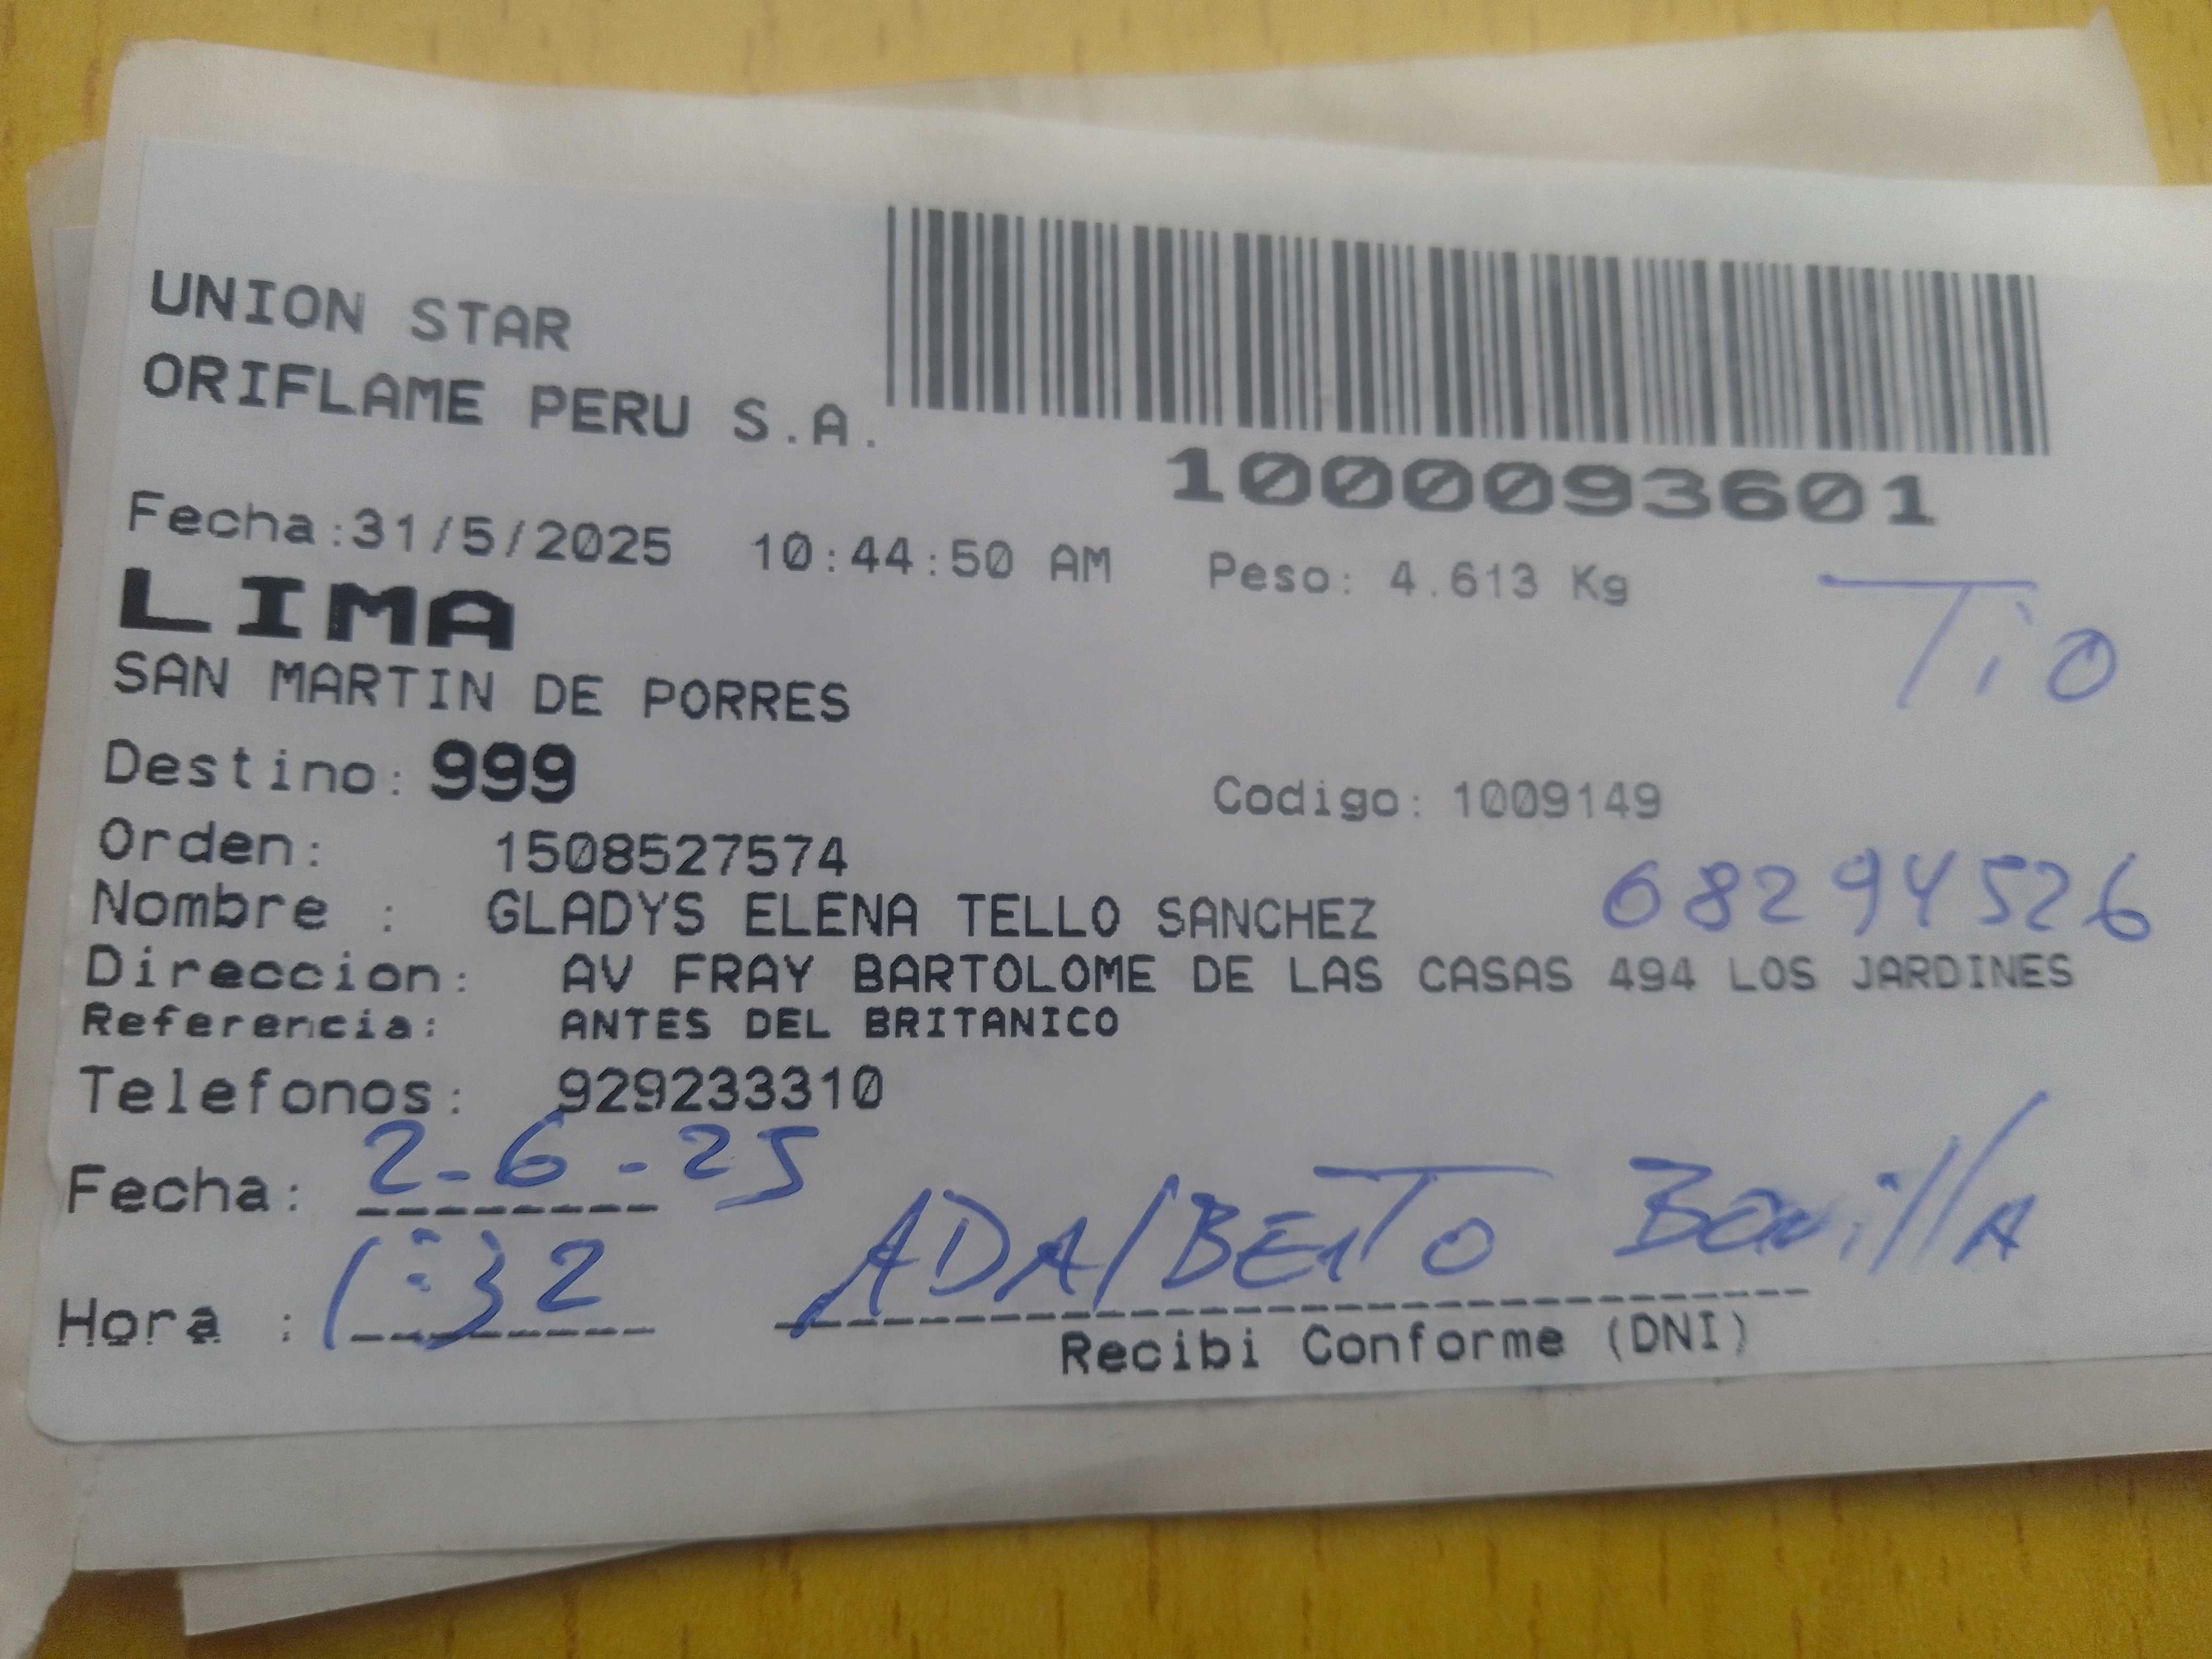 UNION STAR
ORIFLAME PERU S.A.
1000093601
Fecha:31/5/2025 10:44:50 AM Peso: 4.613 Kg
LIMA
Tio
SAN MARTIN DE PORRES
Destino: 999 Codigo: 1009149
Orden: 1508527574
Nombre : GLADYS ELENA TELLO SANCHEZ 68294526
Direccion: AV FRAY BARTOLOME DE LAS CASAS 494 LOS JARDINES
Referencia: ANTES DEL BRITANICO
Telefonos: 929233310
Fecha: 2-6-25
ADAlBErTo BonillA
Hora : 1:32
Recibi Conforme (DNI)